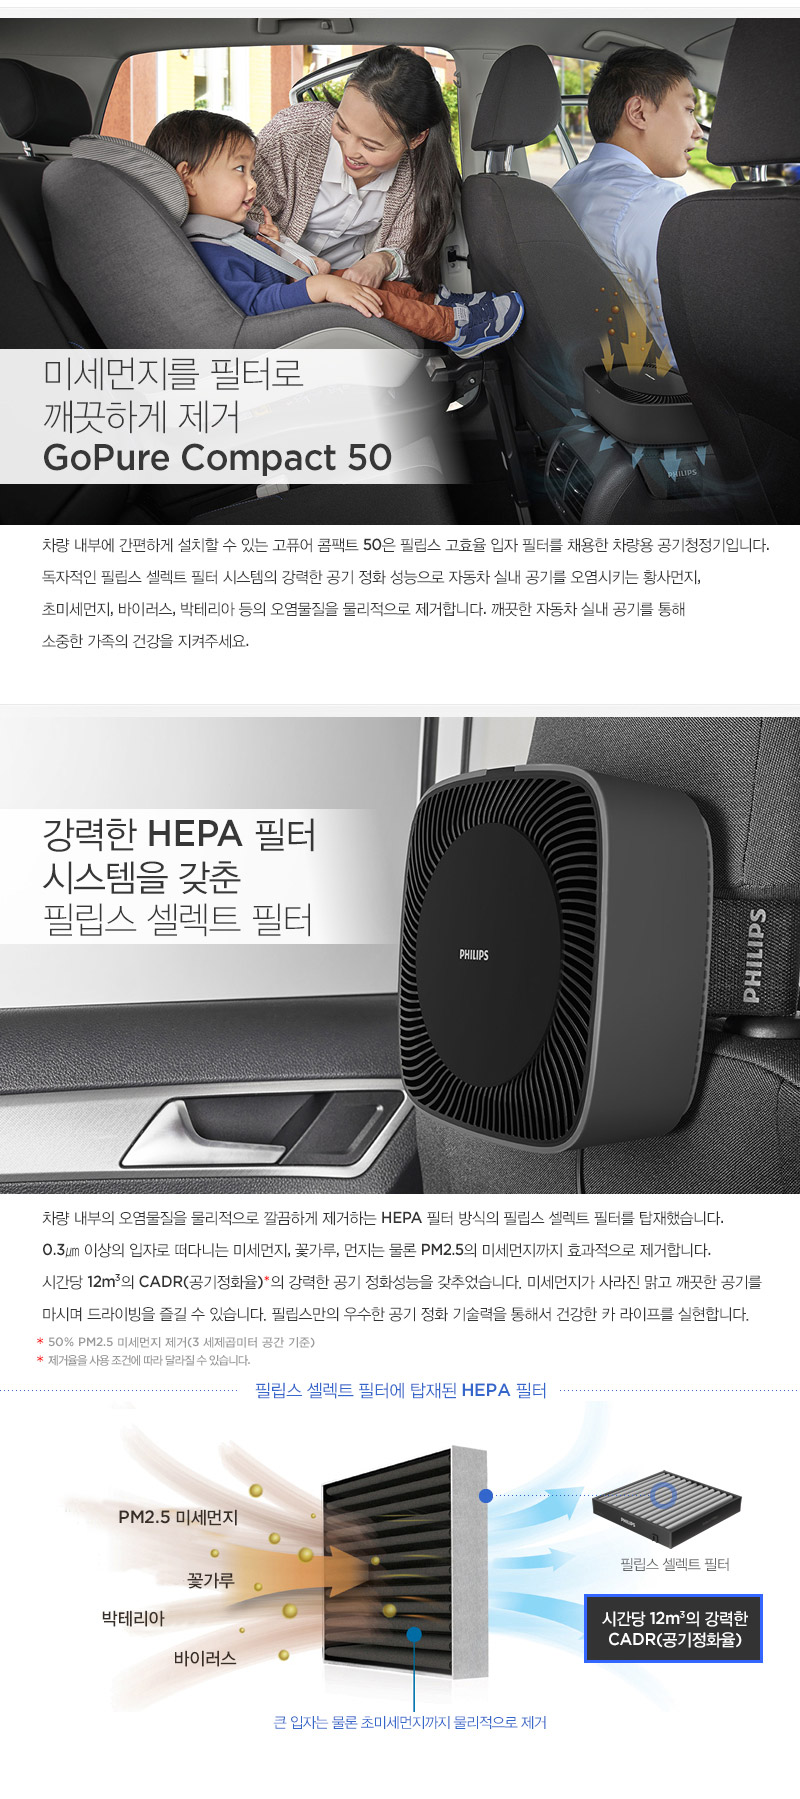 미세먼지를 필터로
깨끗하게 제거
GoPure Compact 50
PHILIPS
차량 내부에 간편하게 설치할 수 있는 고퓨어 콤팩트 50은 필립스 고효율 입자 필터를 채용한 차량용 공기청정기입니다.
독자적인 필립스 셀렉트 필터 시스템의 강력한 공기 정화 성능으로 자동차 실내 공기를 오염시키는 황사먼지,
초미세먼지, 바이러스, 박테리아 등의 오염물질을 물리적으로 제거합니다. 깨끗한 자동차 실내 공기를 통해
소중한 가족의 건강을 지켜주세요.
강력한 HEPA 필터
시스템을 갖춘
필립스 셀렉트 필터
PHILIPS
PHILIPS
차량 내부의 오염물질을 물리적으로 깔끔하게 제거하는 HEPA 필터 방식의 필립스 셀렉트 필터를 탑재했습니다.
0.3㎛ 이상의 입자로 떠다니는 미세먼지, 꽃가루, 먼지는 물론 PM2.5의 미세먼지까지 효과적으로 제거합니다.
시간당 12m³의 CADR(공기정화율)*의 강력한 공기 정화성능을 갖추었습니다. 미세먼지가 사라진 맑고 깨끗한 공기를
마시며 드라이빙을 즐길 수 있습니다. 필립스만의 우수한 공기 정화 기술력을 통해서 건강한 카 라이프를 실현합니다.
* 50% PM2.5 미세먼지 제거(3 세제곱미터 공간 기준)
* 제거율을 사용 조건에 따라 달라질 수 있습니다.
필립스 셀렉트 필터에 탑재된 HEPA 필터
PM2.5 미세먼지
꽃가루
박테리아
바이러스
PHILIPS
필립스 셀렉트 필터
시간당 12m³의 강력한
CADR(공기정화율)
큰 입자는 물론 초미세먼지까지 물리적으로 제거